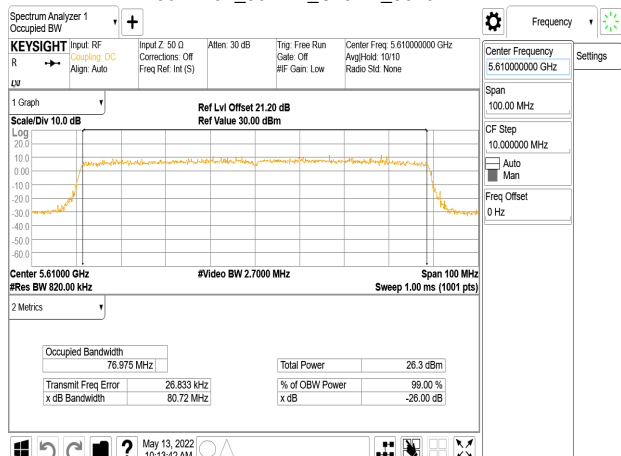 Spectrum Analyzer 1
Occupied BW
Frequency
KEYSIGHT
R
LXI
Input: RF
Coupling: DC
Align: Auto
Input Z: 50 Ω
Corrections: Off
Freq Ref: Int (S)
Atten: 30 dB
Trig: Free Run
Gate: Off
#IF Gain: Low
Center Freq: 5.610000000 GHz
Avg|Hold: 10/10
Radio Std: None
Center Frequency
5.610000000 GHz
Settings
Span
100.00 MHz
CF Step
10.000000 MHz
Auto
Man
Freq Offset
0 Hz
1 Graph
Scale/Div 10.0 dB
Ref Lvl Offset 21.20 dB
Ref Value 30.00 dBm
Log
20.0
10.0
0.00
-10.0
-20.0
-30.0
-40.0
-50.0
-60.0
Center 5.61000 GHz
#Video BW 2.7000 MHz
Span 100 MHz
#Res BW 820.00 kHz
Sweep 1.00 ms (1001 pts)
2 Metrics
Occupied Bandwidth
76.975 MHz
Total Power 26.3 dBm
Transmit Freq Error 26.833 kHz
% of OBW Power 99.00 %
x dB Bandwidth 80.72 MHz
x dB -26.00 dB
?
May 13, 2022
10:13:42 AM